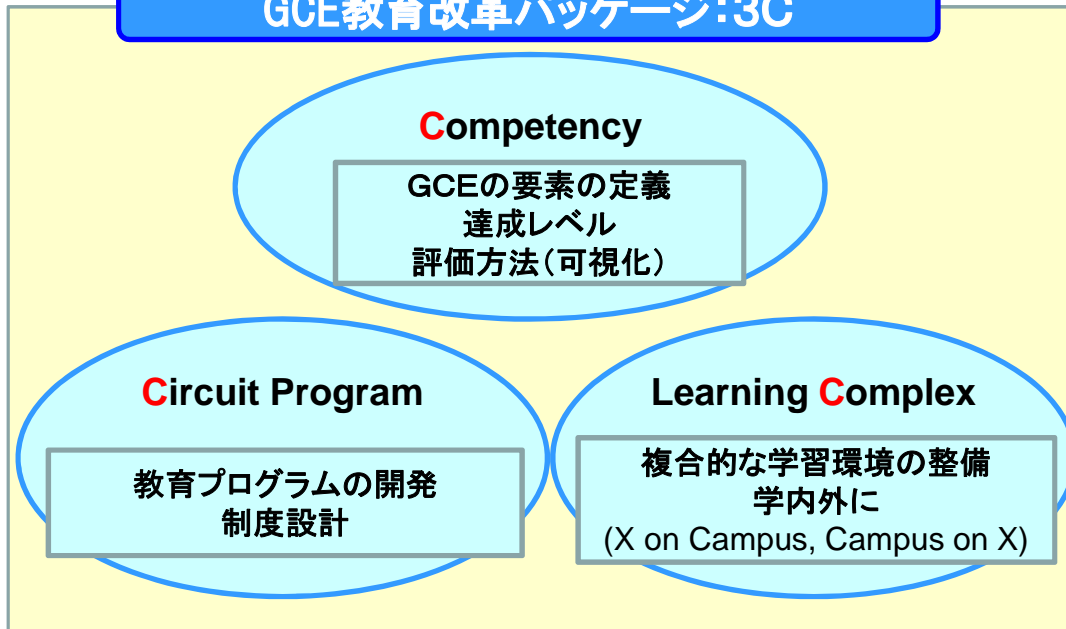 GCE教育改革パッケージ:3C
Competency
GCEの要素の定義
達成レベル
評価方法(可視化)
Circuit Program
教育プログラムの開発
制度設計
Learning Complex
複合的な学習環境の整備
学内外に
(X on Campus, Campus on X)